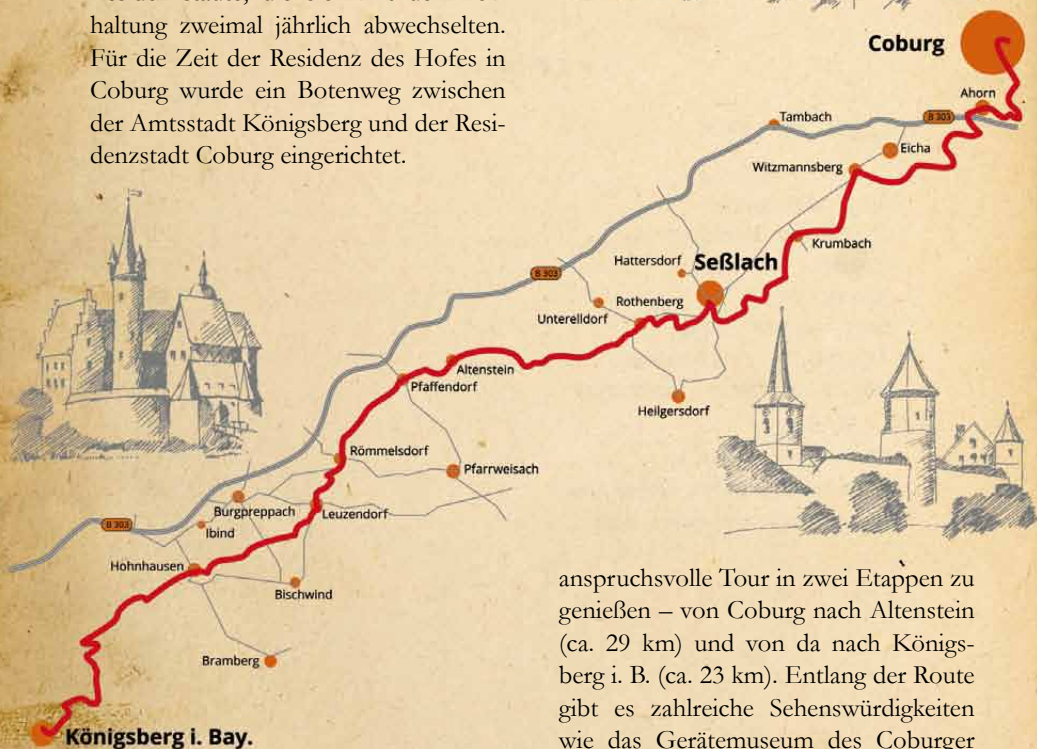 haltung zweimal jährlich abwechselten.
Für die Zeit der Residenz des Hofes in
Coburg wurde ein Botenweg zwischen
der Amtsstadt Königsberg und der Resi-
denzstadt Coburg eingerichtet.
Coburg
Ahorn
B 303
Tambach
Eicha
Witzmannsberg
Krumbach
Hattersdorf
Seßlach
B 303
Rothenberg
Unterelldorf
Altenstein
Pfaffendorf
Heilgersdorf
Römmelsdorf
Pfarrweisach
Burgpreppach
Leuzendorf
B 303
Ibind
Hohnhausen
Bischwind
Bramberg
Königsberg i. Bay.
anspruchsvolle Tour in zwei Etappen zu
genießen – von Coburg nach Altenstein
(ca. 29 km) und von da nach Königs-
berg i. B. (ca. 23 km). Entlang der Route
gibt es zahlreiche Sehenswürdigkeiten
wie das Gerätemuseum des Coburger